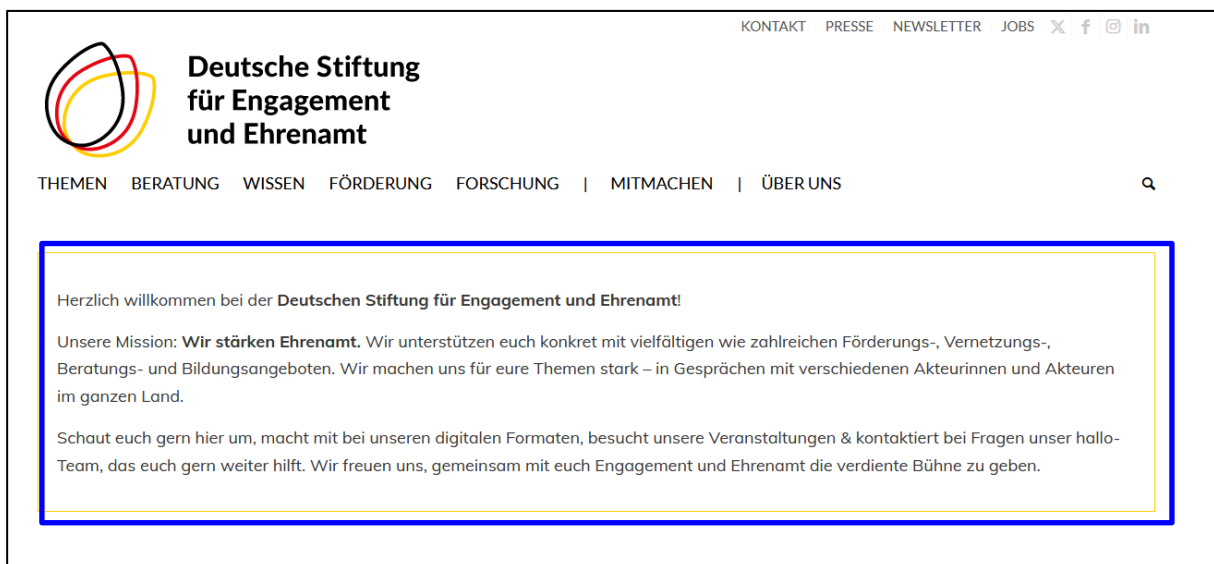 KONTAKT PRESSE NEWSLETTER JOBS
Deutsche Stiftung
für Engagement
und Ehrenamt
THEMEN BERATUNG WISSEN FÖRDERUNG FORSCHUNG | MITMACHEN | ÜBER UNS
Herzlich willkommen bei der Deutschen Stiftung für Engagement und Ehrenamt!
Unsere Mission: Wir stärken Ehrenamt. Wir unterstützen euch konkret mit vielfältigen wie zahlreichen Förderungs-, Vernetzungs-,
Beratungs- und Bildungsangeboten. Wir machen uns für eure Themen stark – in Gesprächen mit verschiedenen Akteurinnen und Akteuren
im ganzen Land.
Schaut euch gern hier um, macht mit bei unseren digitalen Formaten, besucht unsere Veranstaltungen & kontaktiert bei Fragen unser hallo-
Team, das euch gern weiter hilft. Wir freuen uns, gemeinsam mit euch Engagement und Ehrenamt die verdiente Bühne zu geben.